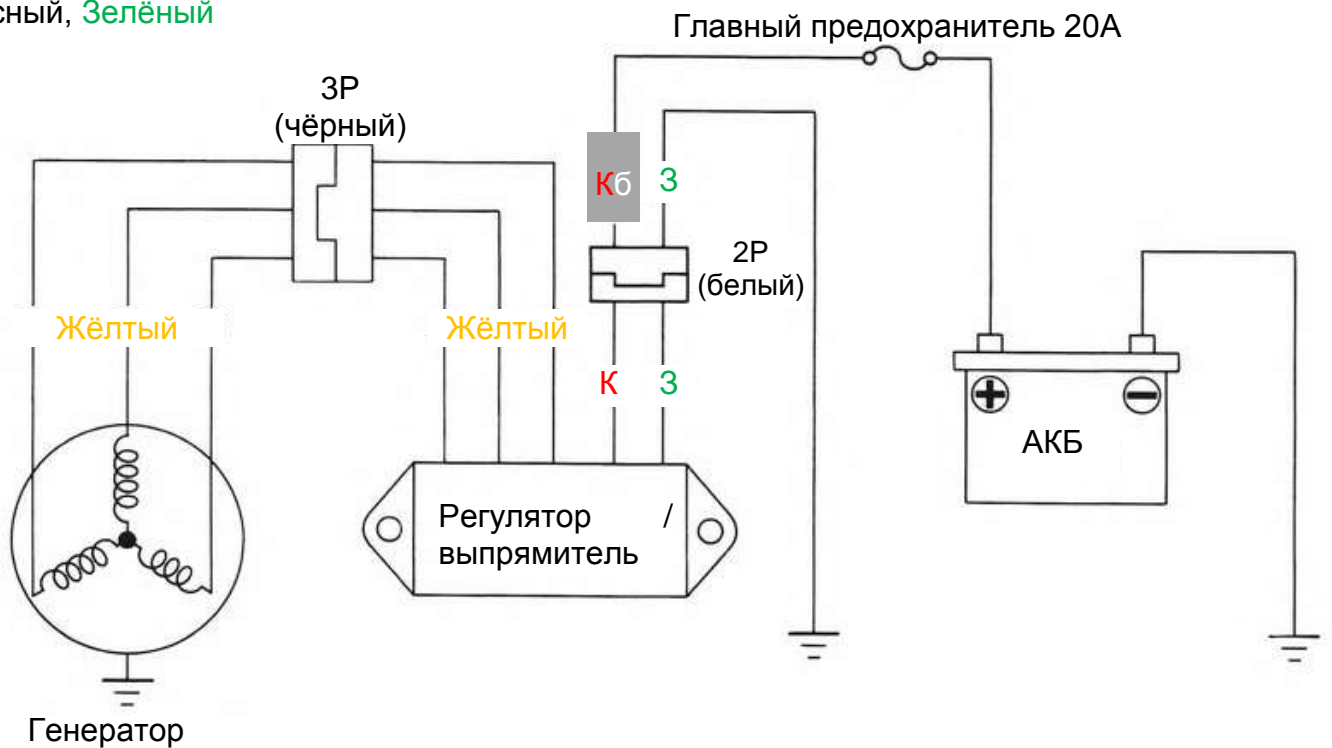 сный, Зелёный
Главный предохранитель 20А
3Р
(чёрный)
Кб З
2Р
(белый)
Жёлтый
Жёлтый
К З
АКБ
Регулятор /
выпрямитель
Генератор